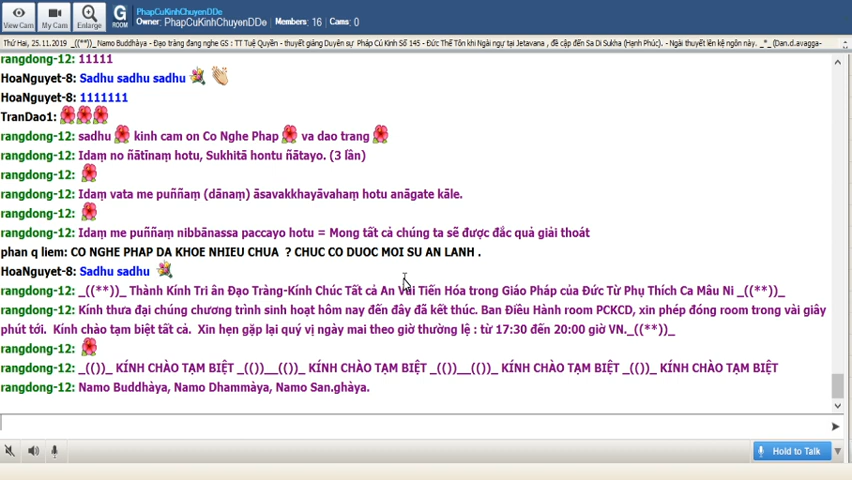 View Cam
My Cam
Enlarge
G
ROOM
PhapCuKinhChuyenDDe
Owner: PhapCuKinhChuyenDDe Members: 16 Cams: 0
Thứ Hai, 25.11.2019 _((**)_ Namo Buddhàya - Đạo tràng đang nghe GS : TT Tuệ Quyền - thuyết giảng Duyên sự Pháp Cú Kinh Số 145 - Đức Thế Tôn khi Ngài ngự tại Jetavana , đề cập đến Sa Di Sukha (Hạnh Phúc). - Ngài thuyết lên kệ ngôn này. _*_ (Dan.d.avagga-
rangdong-12: 11111
HoaNguyet-8: Sadhu sadhu sadhu
HoaNguyet-8: 1111111
TranDao1:
rangdong-12: sadhu kinh cam on Co Nghe Phap va dao trang
rangdong-12: Idaṃ no ñātīnaṃ hotu, Sukhitā hontu ñātayo. (3 lần)
rangdong-12:
rangdong-12: Idaṃ vata me puññaṃ (dānaṃ) āsavakkhayāvahaṃ hotu anāgate kāle.
rangdong-12:
rangdong-12: Idaṃ me puññaṃ nibbānassa paccayo hotu = Mong tất cả chúng ta sẽ được đắc quả giải thoát
phan q liem: CO NGHE PHAP DA KHOE NHIEU CHUA ? CHUC CO DUOC MOI SU AN LANH .
HoaNguyet-8: Sadhu sadhu
rangdong-12: _((**))_ Thành Kính Tri ân Đạo Tràng-Kính Chúc Tất cả An Vui Tiến Hóa trong Giáo Pháp của Đức Từ Phụ Thích Ca Mâu Ni _((**))_
rangdong-12: Kính thưa đại chúng chương trình sinh hoạt hôm nay đến đây đã kết thúc. Ban Điều Hành room PCKCD, xin phép đóng room trong vài giây
phút tới. Kính chào tạm biệt tất cả. Xin hẹn gặp lại quý vị ngày mai theo giờ thường lệ : từ 17:30 đến 20:00 giờ VN._((**))_
rangdong-12:
rangdong-12: _(())_ KÍNH CHÀO TẠM BIỆT _(())__(())_ KÍNH CHÀO TẠM BIỆT _(())__(())_ KÍNH CHÀO TẠM BIỆT _(())_ KÍNH CHÀO TẠM BIỆT
rangdong-12: Namo Buddhàya, Namo Dhammàya, Namo San.ghàya.
Hold to Talk